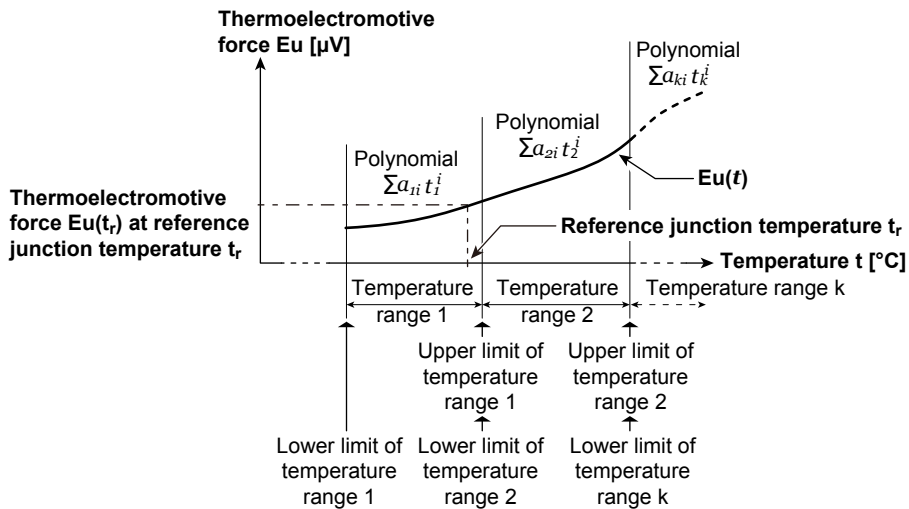 Thermoelectromotive
force Eu [µV]
Polynomial
∑a_ki t_k^i
Polynomial
∑a_2i t_2^i
Polynomial
∑a_1i t_1^i
Eu(t)
Thermoelectromotive
force Eu(t_r) at reference
junction temperature t_r
Reference junction temperature t_r
Temperature t [°C]
Temperature
range 1
Temperature
range 2
Temperature range k
Upper limit of
temperature
range 1
Upper limit of
temperature
range 2
Lower limit of
temperature
range 1
Lower limit of
temperature
range 2
Lower limit of
temperature
range k